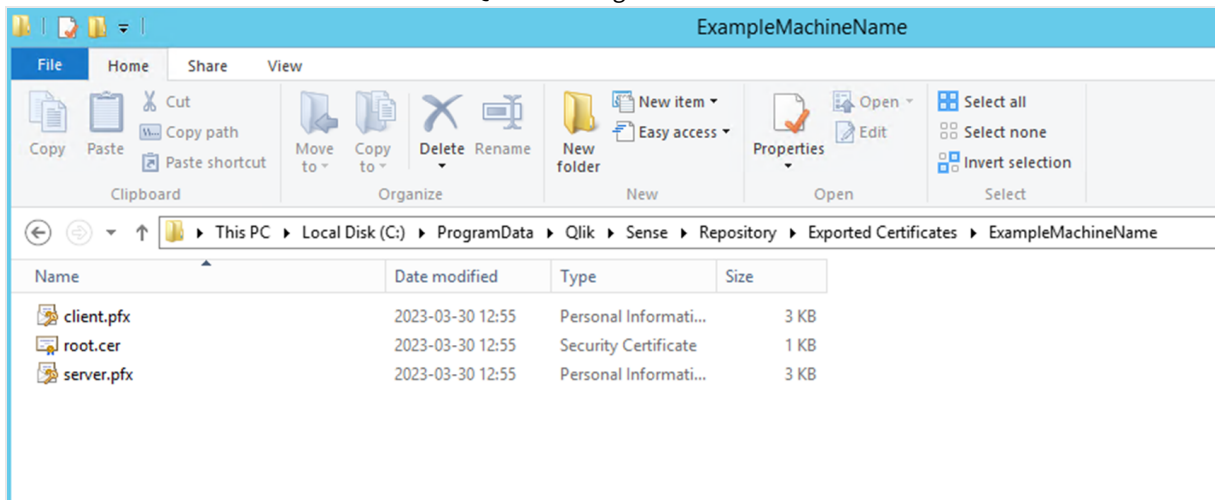 ExampleMachineName
File Home Share View
Copy
Paste
Cut
Copy path
Paste shortcut
Clipboard
Move to
Copy to
Delete
Rename
Organize
New folder
New item
Easy access
New
Properties
Open
Edit
Open
Select all
Select none
Invert selection
Select
This PC Local Disk (C:) ProgramData Qlik Sense Repository Exported Certificates ExampleMachineName
Name Date modified Type Size
client.pfx 2023-03-30 12:55 Personal Informati... 3 KB
root.cer 2023-03-30 12:55 Security Certificate 1 KB
server.pfx 2023-03-30 12:55 Personal Informati... 3 KB